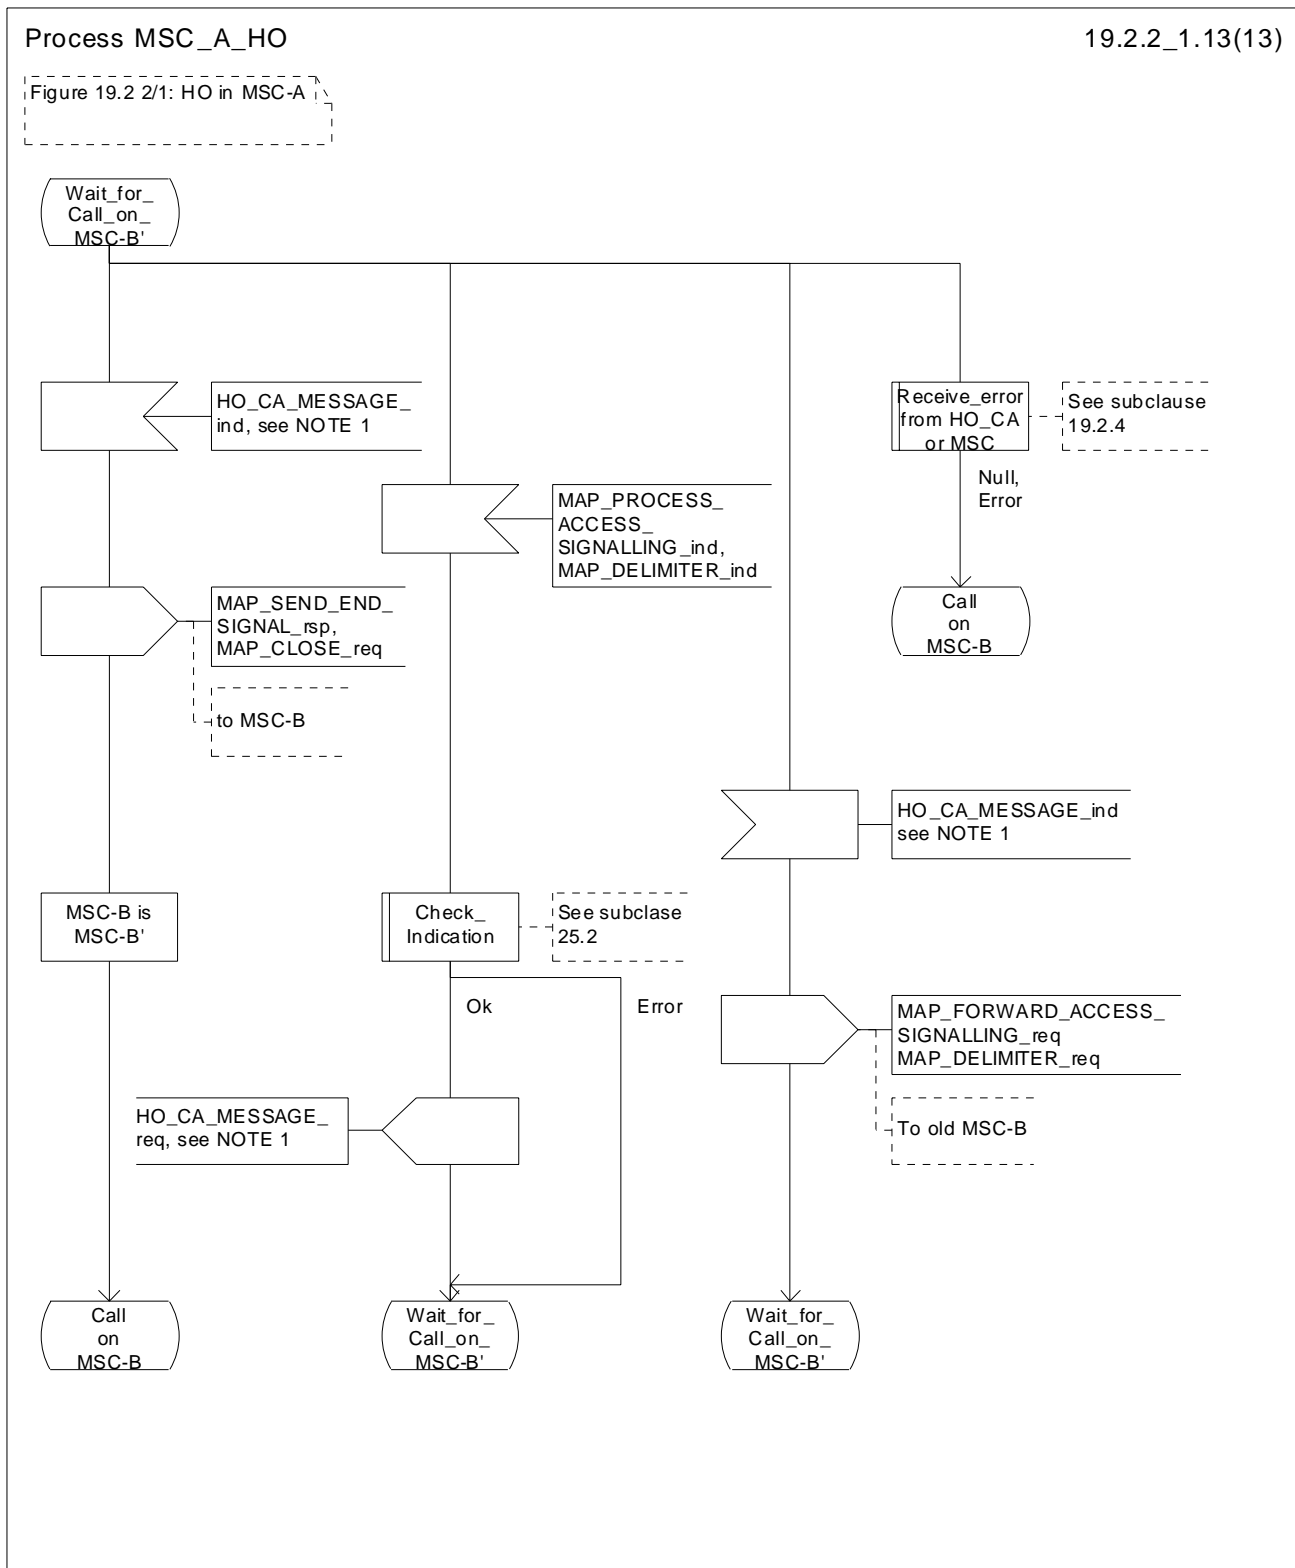 Process MSC_A_HO
19.2.2_1.13(13)
Figure 19.2 2/1: HO in MSC-A
Wait_for_
Call_on_
MSC-B'
HO_CA_MESSAGE_
ind, see NOTE 1
Receive_error
from HO_CA
or MSC
See subclause
19.2.4
Null,
Error
MAP_PROCESS_
ACCESS_
SIGNALLING_ind,
MAP_DELIMITER_ind
MAP_SEND_END_
SIGNAL_rsp,
MAP_CLOSE_req
Call
on
MSC-B
to MSC-B
HO_CA_MESSAGE_ind
see NOTE 1
MSC-B is
MSC-B'
Check_
Indication
See subclase
25.2
Ok
Error
MAP_FORWARD_ACCESS_
SIGNALLING_req
MAP_DELIMITER_req
HO_CA_MESSAGE_
req, see NOTE 1
To old MSC-B
Call
on
MSC-B
Wait_for_
Call_on_
MSC-B'
Wait_for_
Call_on_
MSC-B'